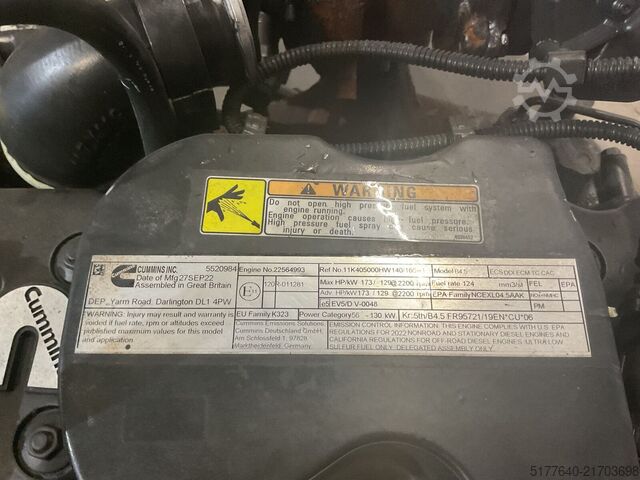 WARNING
Do not open high pressure fuel system with
engine running.
Engine operation causes high fuel pressure.
High pressure fuel spray can cause serious
injury or death.
CUMMINS INC. 5520984
Date of Mfg 27SEP22
Assembled in Great Britain
DEP., Yarm Road. Darlington DL1 4PW
WARNING: Injury may result and warranty is
voided if fuel rate, rpm or altitudes exceed
published maximum values for this model
and application.
Engine No. 22564993 Ref No. Model B4.5 ECS DDI ECM TC CAC
120R-011281 Max HP/kW 173 / 129 @ 2200 rpm Fuel rate 124 mm3/st FEL EPA
Adv. HP/kW 173 / 129 @ 2200 rpm EPA Family NCEXL04.5AAK
E11
e5 EV5/D V-0048 PM
EU Family K323 Power Category 56 - 130 kW Kr.:5th/B4.5 FR95721/19EN*CU*06
Cummins Emissions Solutions
Cummins Deutschland GmbH,
Am Schlossfeld 1, 97828
Marktheidenfeld, Germany
EMISSION CONTROL INFORMATION: THIS ENGINE COMPLIES WITH U.S EPA
REGULATIONS FOR 2022 NONROAD AND STATIONARY DIESEL ENGINES AND
CALIFORNIA REGULATIONS FOR OFF-ROAD DIESEL ENGINES. ULTRA LOW
SULFUR FUEL ONLY. DELEGATED ASSEMBLY ONLY.
Cummins
5177640-21703698